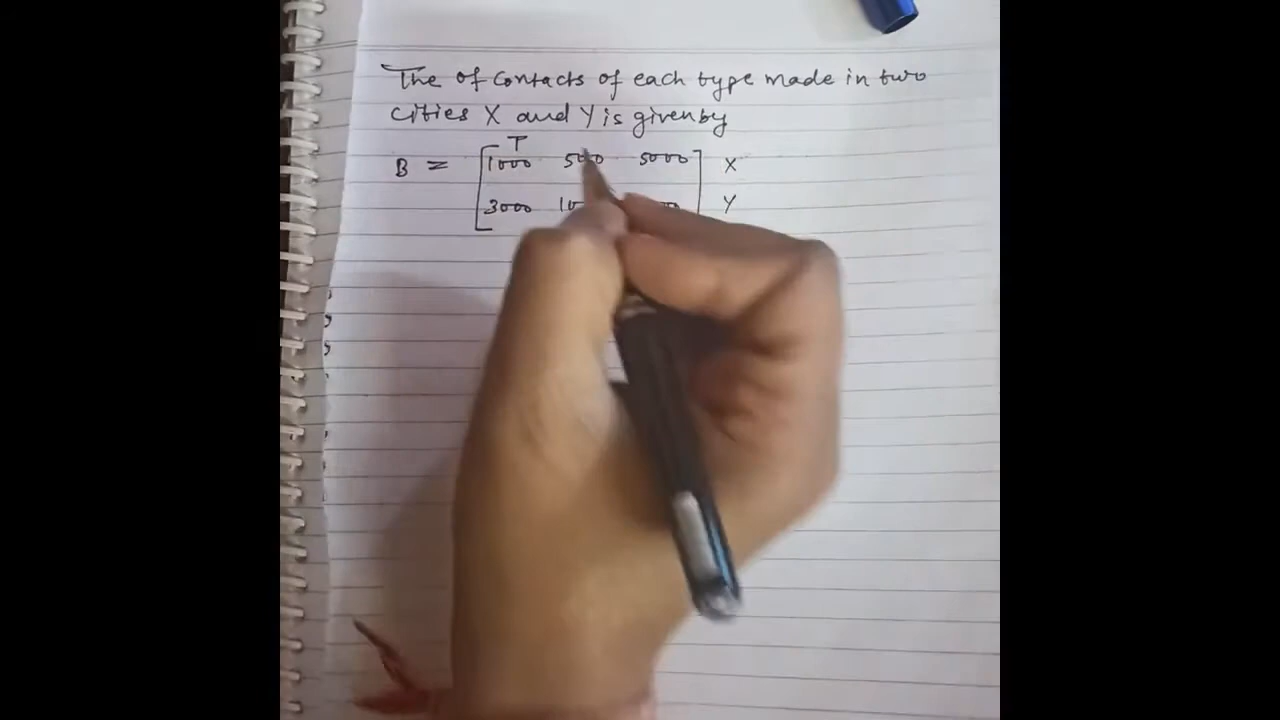 The of Contacts of each type made in two
cities X and Y is given by
T
B = [1000 500 5000] X
3000 Y